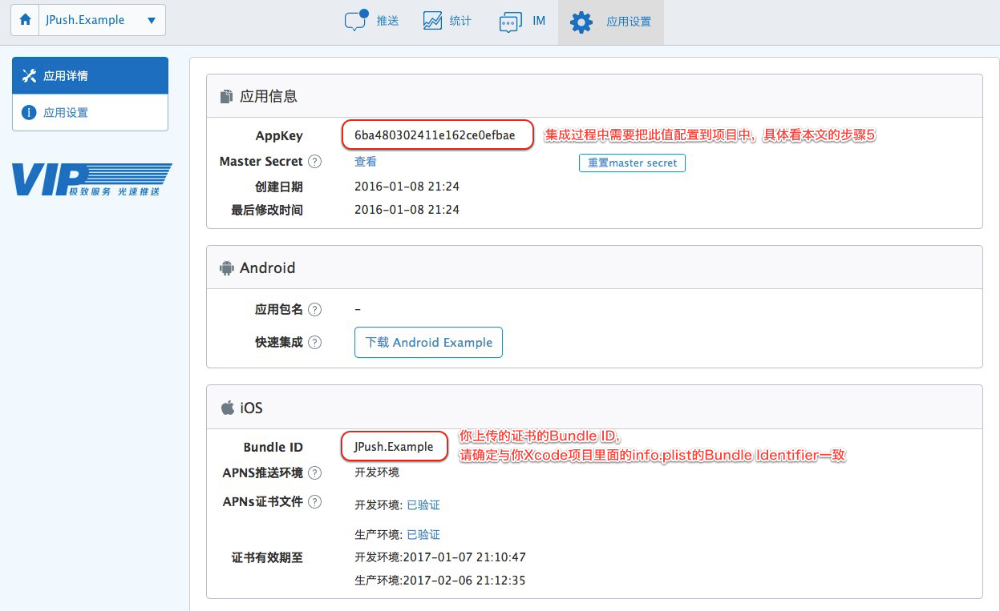 JPush.Example
推送
统计
IM
应用设置
应用详情
应用设置
VIP
极致服务 光速推送
应用信息
AppKey 6ba480302411e162ce0efbae 集成过程中需要把此值配置到项目中，具体看本文的步骤5
Master Secret ? 查看 重置master secret
创建日期 2016-01-08 21:24
最后修改时间 2016-01-08 21:24
Android
应用包名 ? –
快速集成 ? 下载 Android Example
iOS
你上传的证书的Bundle ID,
Bundle ID JPush.Example
请确定与你Xcode项目里面的info.plist的Bundle Identifier一致
APNS推送环境 ? 开发环境
APNs证书文件 ? 开发环境: 已验证
生产环境: 已验证
证书有效期至 开发环境:2017-01-07 21:10:47
生产环境:2017-02-06 21:12:35